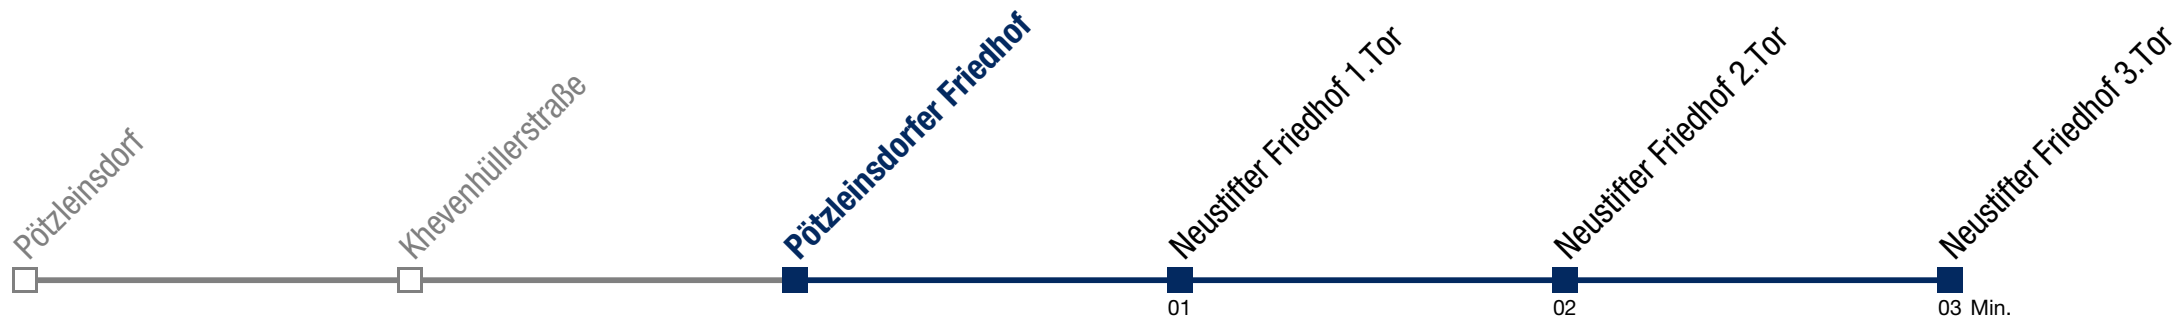 Pötzleinsdorf
Khevenhüllerstraße
Pötzleinsdorfer Friedhof
Neustifter Friedhof 1.Tor
Neustifter Friedhof 2.Tor
Neustifter Friedhof 3.Tor
01
02
03 Min.